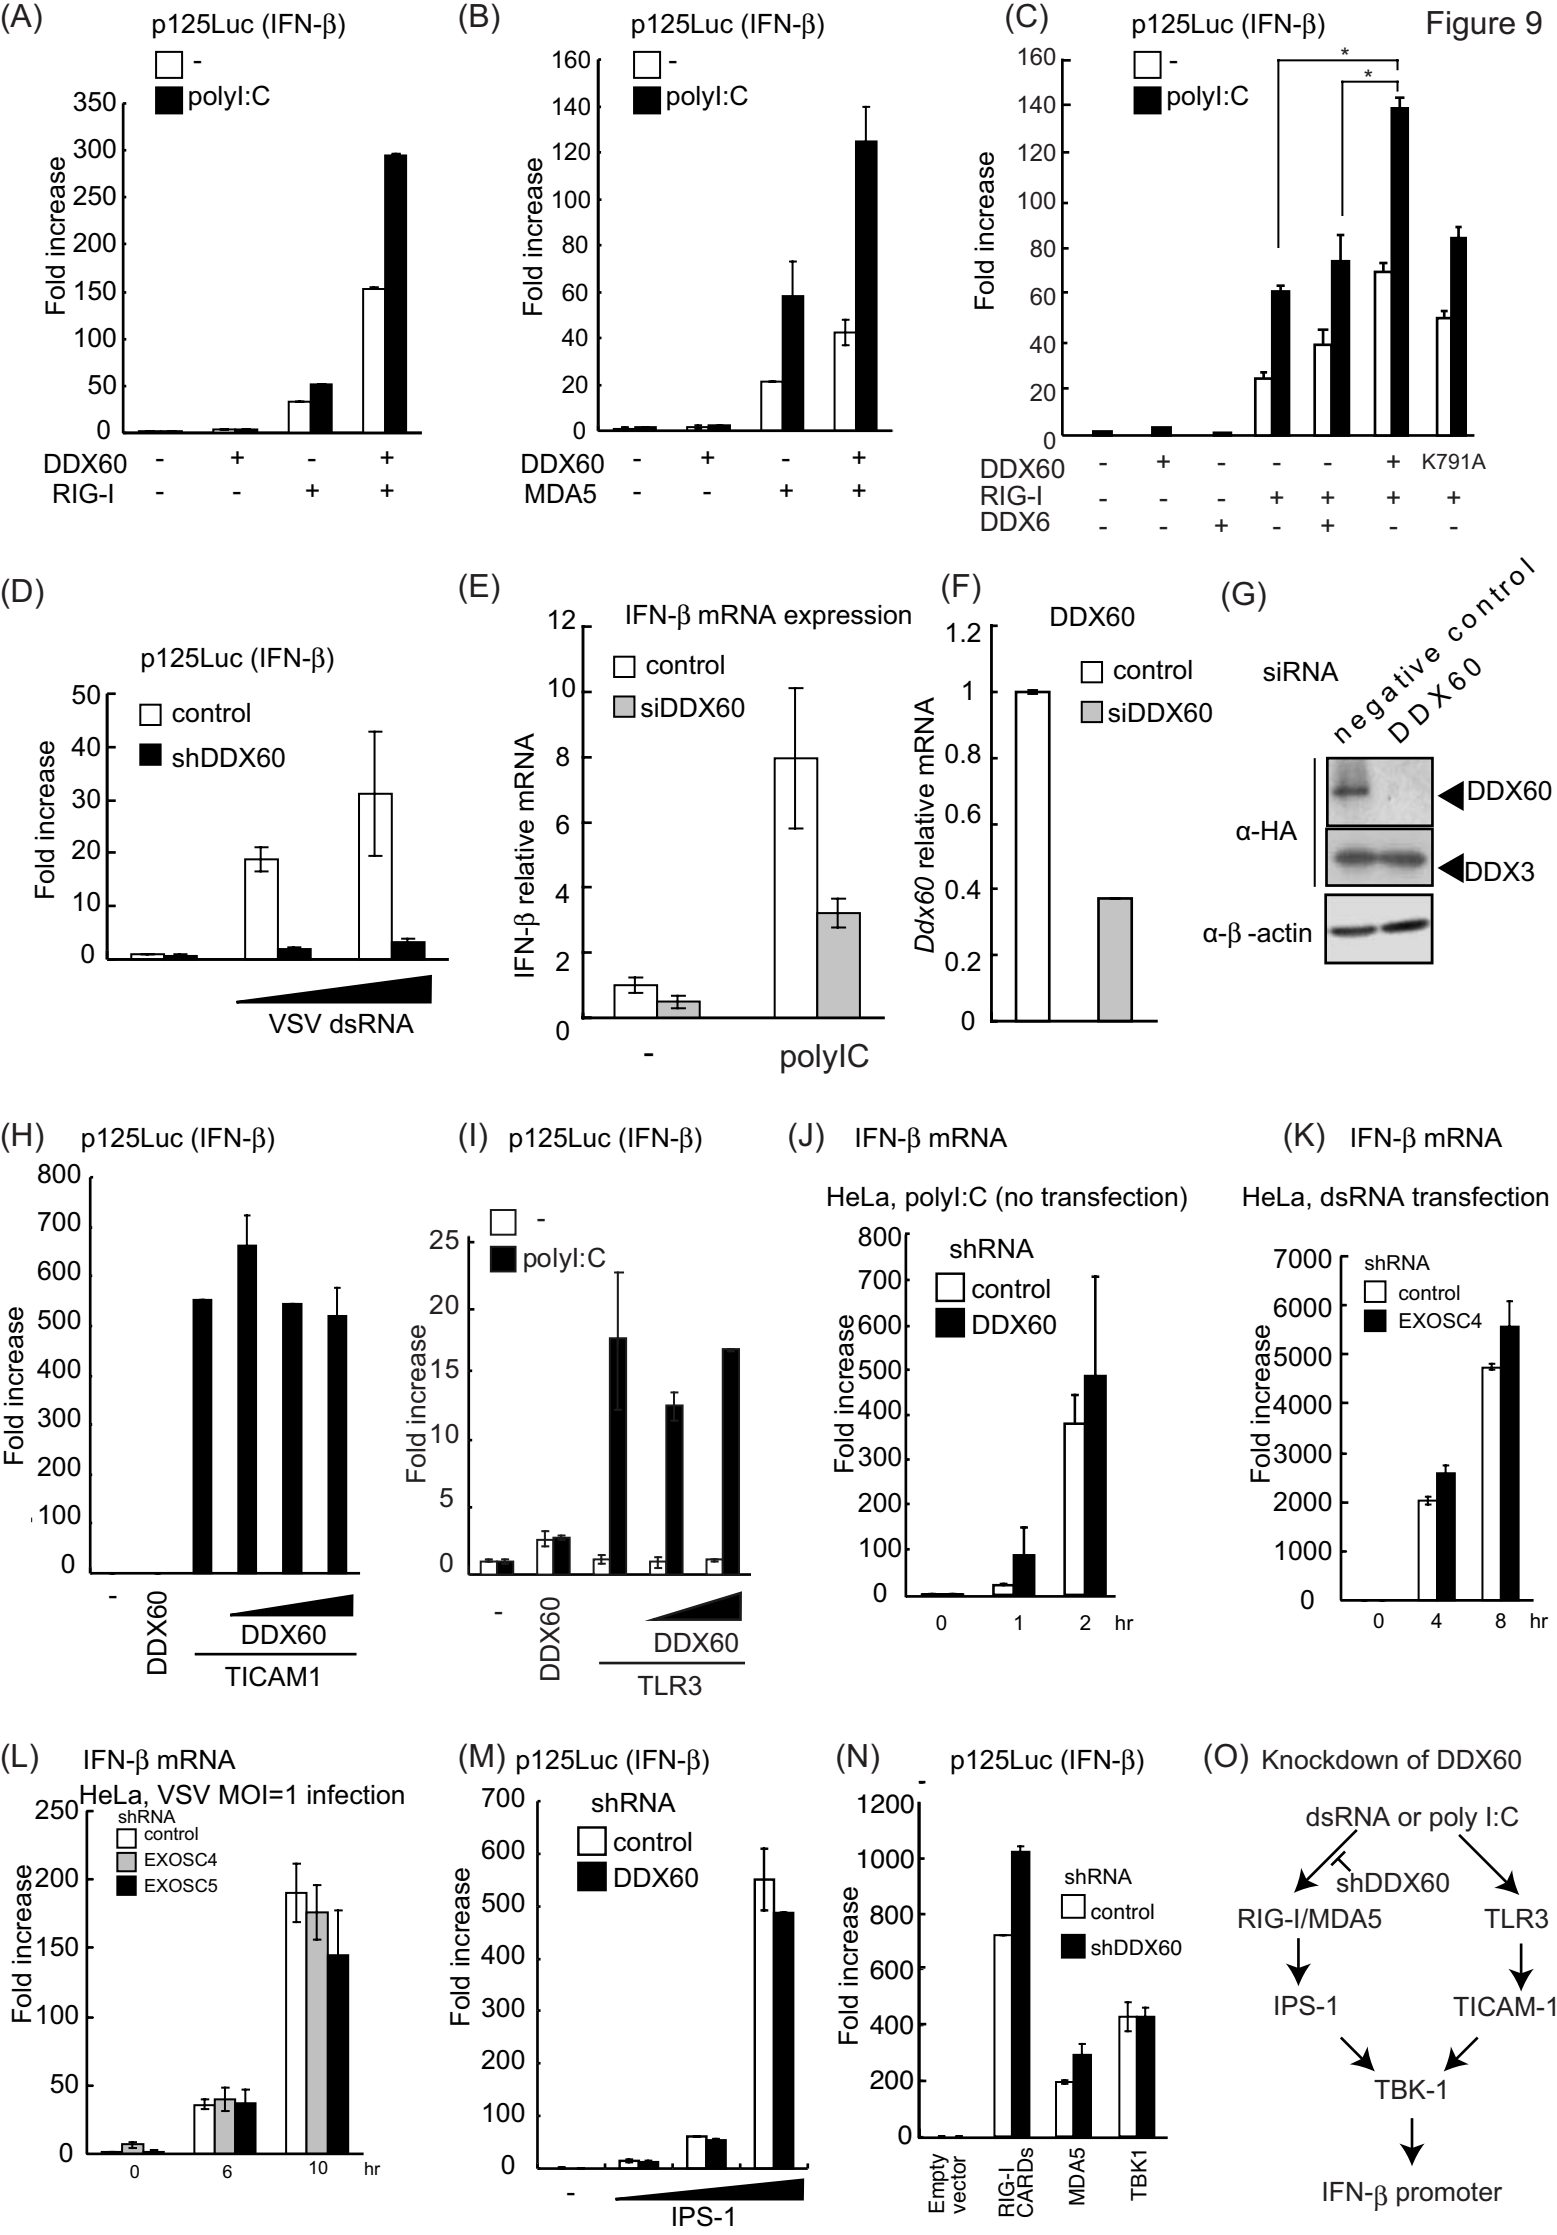 Figure 9
(A)
p125Luc (IFN-β)
-
polyI:C
Fold increase
350
300
250
200
150
100
50
0
DDX60 - + - +
RIG-I - - + +
(B)
p125Luc (IFN-β)
-
polyI:C
Fold increase
160
140
120
100
80
60
40
20
0
DDX60 - + - +
MDA5 - - + +
(C)
p125Luc (IFN-β)
-
polyI:C
*
*
Fold increase
160
140
120
100
80
60
40
20
0
DDX60 - + - - - + K791A
RIG-I - - - + + + +
DDX6 - - + - + - -
(D)
p125Luc (IFN-β)
control
shDDX60
Fold increase
50
40
30
20
10
0
VSV dsRNA
(E)
IFN-β mRNA expression
control
siDDX60
IFN-β relative mRNA
12
10
8
6
4
2
0
- polyIC
(F)
DDX60
control
siDDX60
Ddx60 relative mRNA
1.2
1
0.8
0.6
0.4
0.2
0
(G)
siRNA
negative control
DDX60
α-HA
DDX60
DDX3
α-β -actin
(H)
p125Luc (IFN-β)
Fold increase
800
700
600
500
400
300
200
100
0
-
DDX60
DDX60
TICAM1
(I)
p125Luc (IFN-β)
-
polyI:C
Fold increase
25
20
15
10
5
0
-
DDX60
DDX60
TLR3
(J)
IFN-β mRNA
HeLa, polyI:C (no transfection)
shRNA
control
DDX60
Fold increase
800
700
600
500
400
300
200
100
0
0 1 2 hr
(K)
IFN-β mRNA
HeLa, dsRNA transfection
shRNA
control
EXOSC4
Fold increase
7000
6000
5000
4000
3000
2000
1000
0
0 4 8 hr
(L)
IFN-β mRNA
HeLa, VSV MOI=1 infection
shRNA
control
EXOSC4
EXOSC5
Fold increase
250
200
150
100
50
0
0 6 10 hr
(M)
p125Luc (IFN-β)
shRNA
control
DDX60
Fold increase
700
600
500
400
300
200
100
0
-
IPS-1
(N)
p125Luc (IFN-β)
shRNA
control
shDDX60
Fold increase
1200
1000
800
600
400
200
0
Empty
vector
RIG-I
CARDs
MDA5
TBK1
(O)
Knockdown of DDX60
dsRNA or poly I:C
shDDX60
RIG-I/MDA5 TLR3
IPS-1 TICAM-1
TBK-1
IFN-β promoter